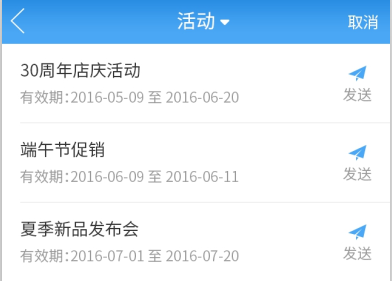 活动
取消
30周年店庆活动
有效期:2016-05-09 至 2016-06-20
发送
端午节促销
有效期:2016-06-09 至 2016-06-11
发送
夏季新品发布会
有效期:2016-07-01 至 2016-07-20
发送